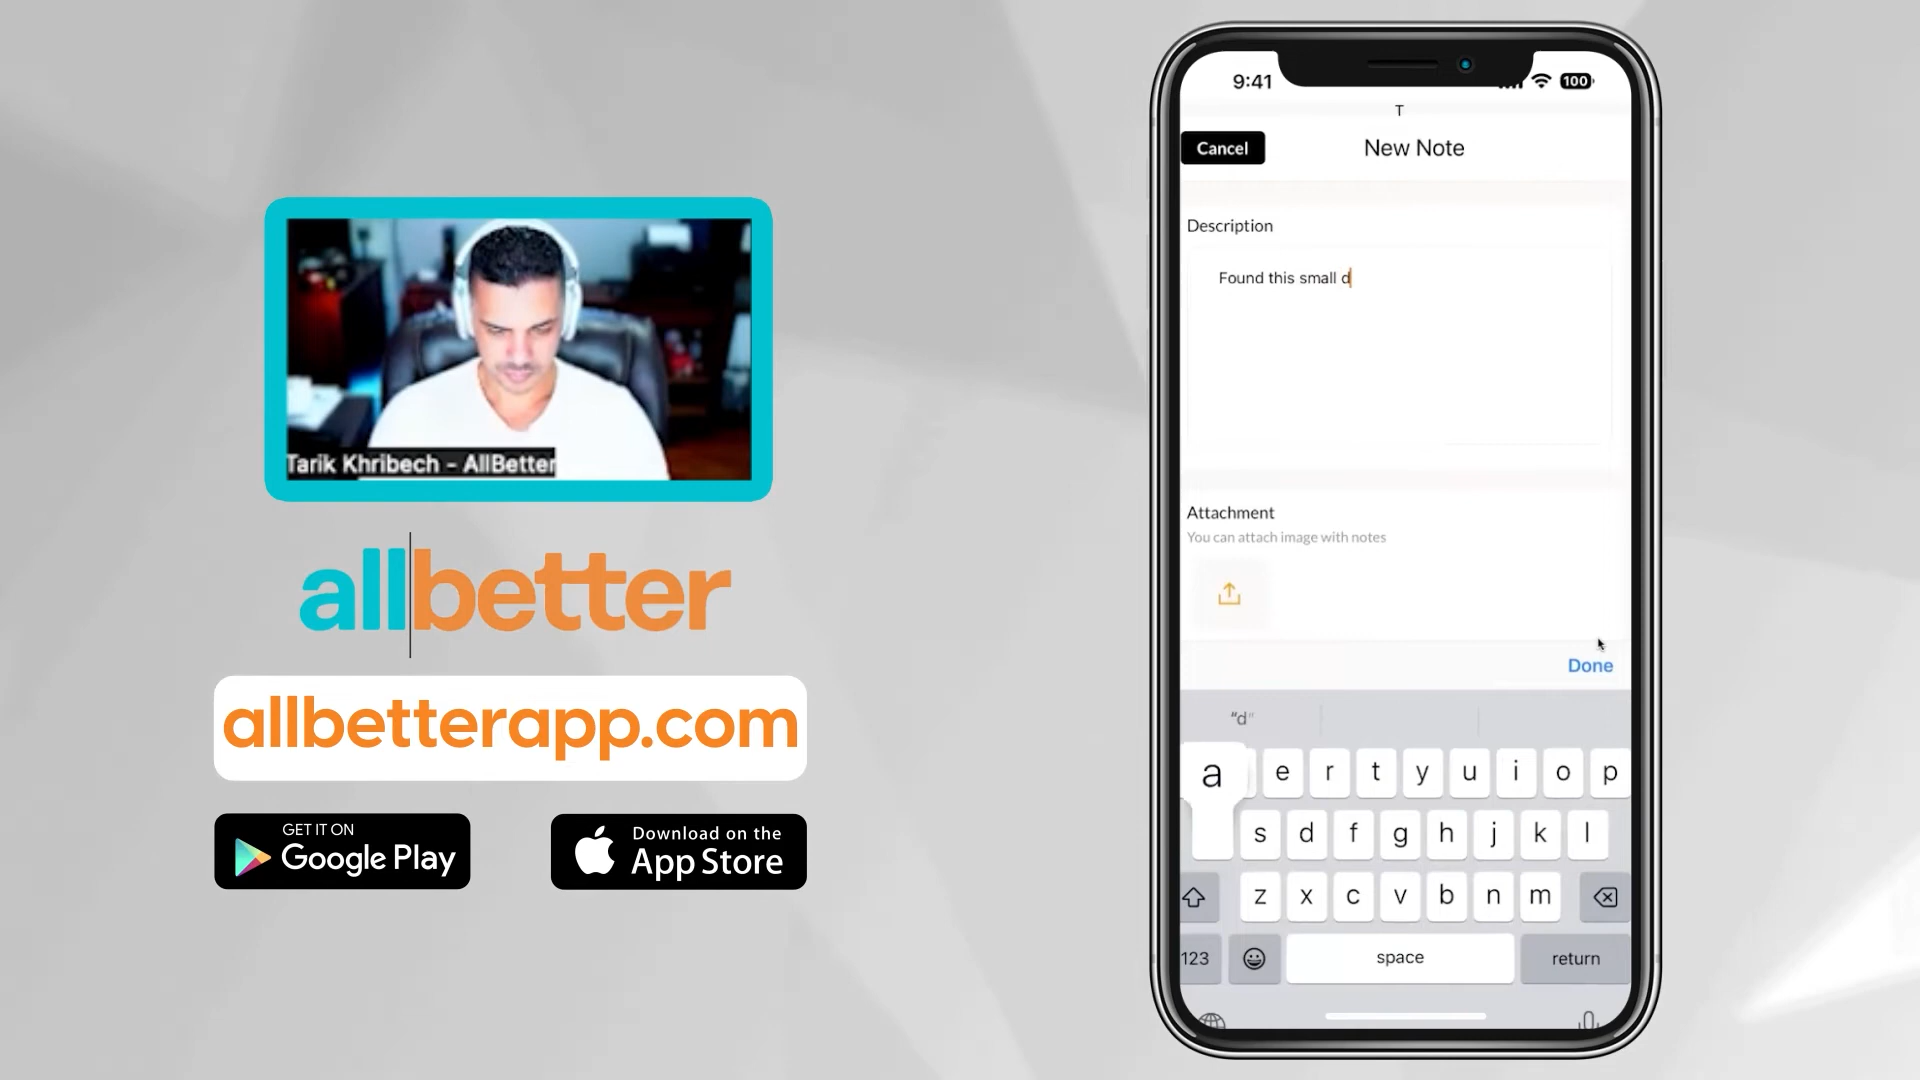 Tarik Khribech - AllBetter
allbetter
allbetterapp.com
GET IT ON
Google Play
Download on the
App Store
9:41
100
T
Cancel
New Note
Description
Found this small d
Attachment
You can attach image with notes
Done
"d"
a e r t y u i o p
s d f g h j k l
z x c v b n m
123 space return